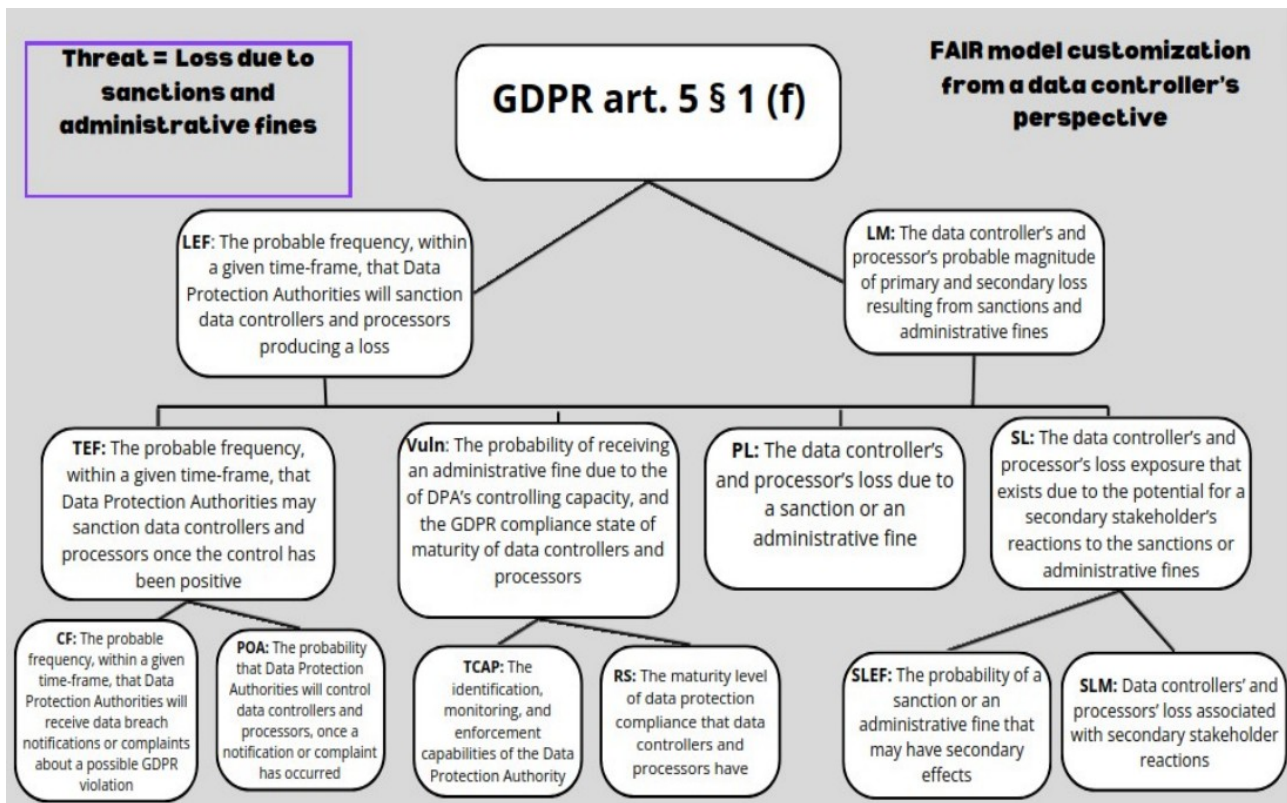 Threat = Loss due to
sanctions and
administrative fines
GDPR art. 5 § 1 (f)
FAIR model customization
from a data controller's
perspective
LEF: The probable frequency, within
a given time-frame, that Data
Protection Authorities will sanction
data controllers and processors
producing a loss
LM: The data controller's and
processor's probable magnitude
of primary and secondary loss
resulting from sanctions and
administrative fines
TEF: The probable frequency,
within a given time-frame, that
Data Protection Authorities may
sanction data controllers and
processors once the control has
been positive
Vuln: The probability of receiving
an administrative fine due to the
of DPA's controlling capacity, and
the GDPR compliance state of
maturity of data controllers and
processors
PL: The data controller's
and processor's loss due to
a sanction or an
administrative fine
SL: The data controller's and
processor's loss exposure that
exists due to the potential for a
secondary stakeholder's
reactions to the sanctions or
administrative fines
CF: The probable
frequency, within a given
time-frame, that Data
Protection Authorities will
receive data breach
notifications or complaints
about a possible GDPR
violation
POA: The probability
that Data Protection
Authorities will control
data controllers and
processors, once a
notification or complaint
has occurred
TCAP: The
identification,
monitoring, and
enforcement
capabilities of the Data
Protection Authority
RS: The maturity level
of data protection
compliance that data
controllers and
processors have
SLEF: The probability of a
sanction or an
administrative fine that
may have secondary
effects
SLM: Data controllers' and
processors' loss associated
with secondary stakeholder
reactions